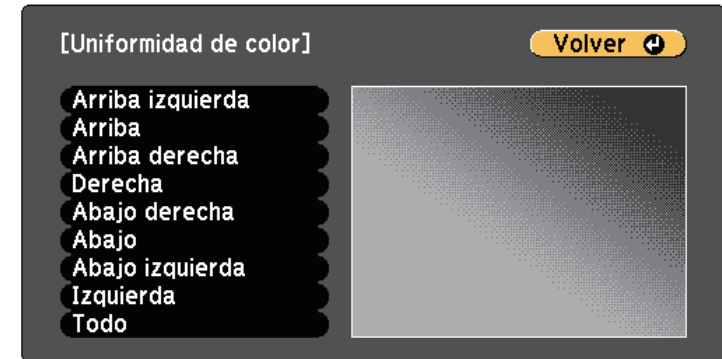 [Uniformidad de color]
Volver
Arriba izquierda
Arriba
Arriba derecha
Derecha
Abajo derecha
Abajo
Abajo izquierda
Izquierda
Todo